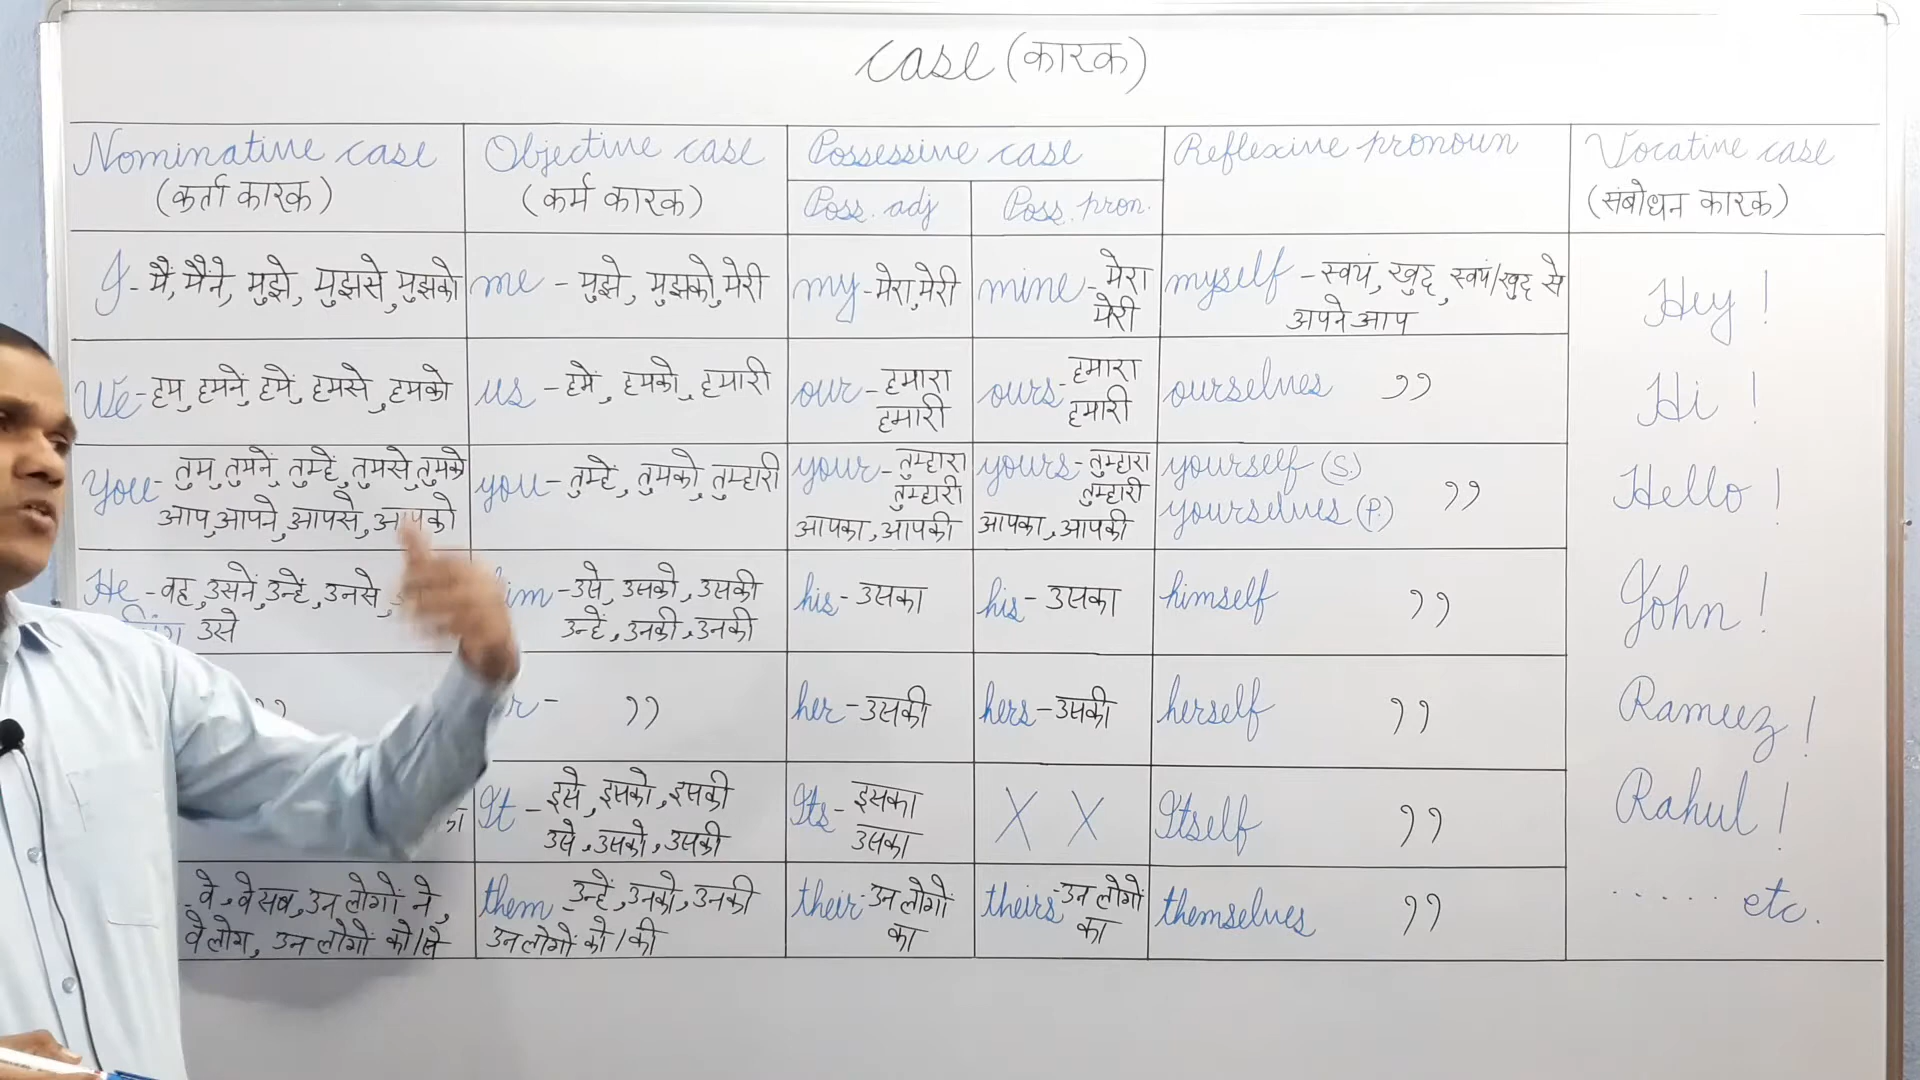 case (कारक)
Nominative case
(कर्ता कारक)
Objective case
(कर्म कारक)
Possessive case
Poss. adj
Poss. pron.
Reflexive pronoun
Vocative case
(संबोधन कारक)
I - मैं, मैंने, मुझे, मुझसे, मुझको
me - मुझे, मुझको, मेरी
my - मेरा, मेरी
mine - मेरा
मेरी
myself - स्वयं, खुद, स्वयं/खुद से
अपने आप
Hey !
We - हम, हमनें, हमें, हमसे, हमको
us - हमें, हमको, हमारी
our - हमारा
हमारी
ours - हमारा
हमारी
ourselves ,,
Hi !
You - तुम, तुमनें, तुम्हें, तुमसे, तुमको
आप, आपने, आपसे, आपको
you - तुम्हें, तुमको, तुम्हारी
your - तुम्हारा
तुम्हारी
आपका, आपकी
yours - तुम्हारा
तुम्हारी
आपका, आपकी
yourself (S.)
yourselves (P.) ,,
Hello !
He - वह, उसनें, उन्हें, उनसे,
उसे
- उसे, उसको, उसकी
उन्हें, उनकी, उनकी
his - उसका
his - उसका
himself ,,
John !
,,
- ,,
her - उसकी
hers - उसकी
herself ,,
Rameez !
It - इसे, इसको, इसकी
उसे, उसको, उसकी
Its - इसका
उसका
X X
Itself ,,
Rahul !
- वे, वे सब, उन लोगों ने,
वे लोग, उन लोगों को/से
them - उन्हें, उनको, उनकी
उन लोगों को/की
their - उन लोगों
का
theirs - उन लोगों
का
themselves ,,
..... etc.